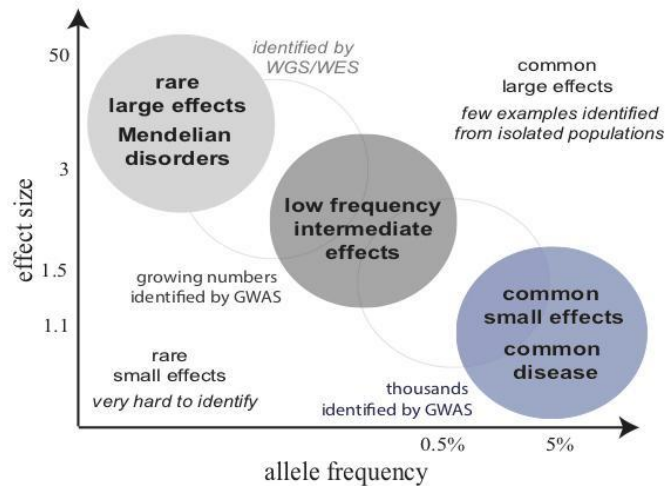 50
3
1.5
1.1
effect size
rare
large effects
Mendelian
disorders
identified by
WGS/WES
common
large effects
few examples identified
from isolated populations
low frequency
intermediate
effects
growing numbers
identified by GWAS
common
small effects
common
disease
rare
small effects
very hard to identify
thousands
identified by GWAS
0.5%
5%
allele frequency